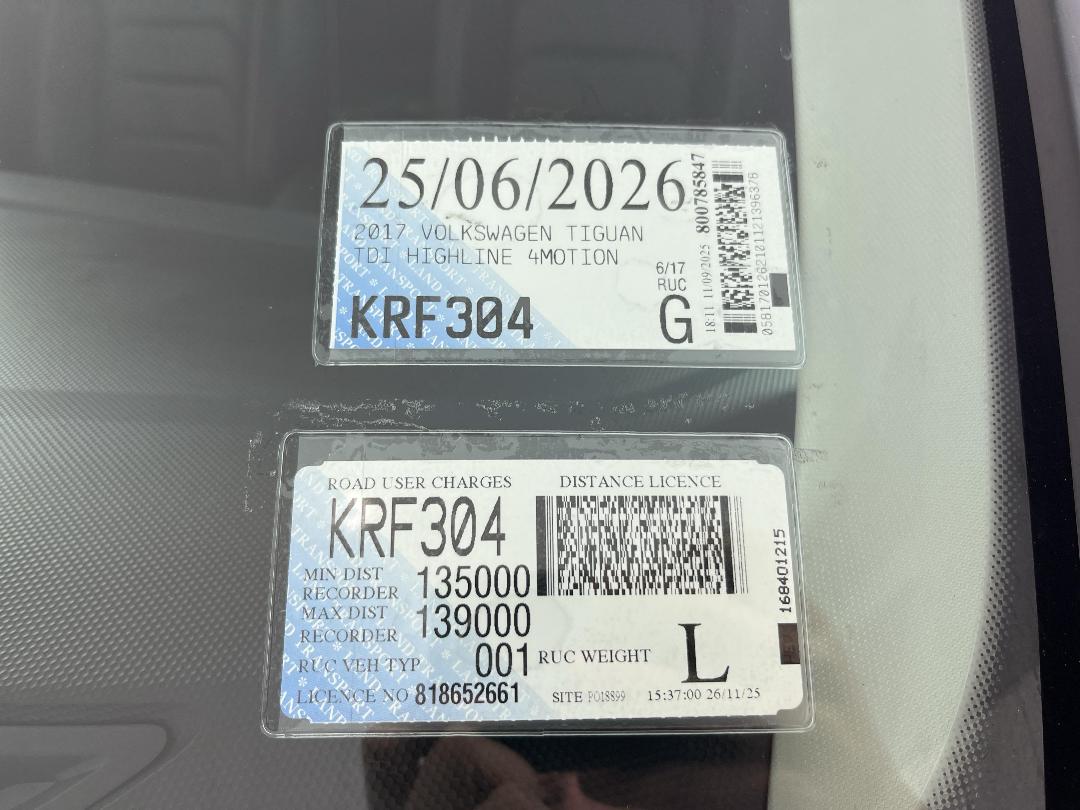 25/06/2026
2017 VOLKSWAGEN TIGUAN
TDI HIGHLINE 4MOTION
6/17
RUC
KRF304
G
18:11 11/09/2025 800785847
0581701262101121396378
ROAD USER CHARGES
DISTANCE LICENCE
KRF304
MIN DIST
RECORDER 135000
MAX DIST
RECORDER 139000
RUC VEH TYP 001
RUC WEIGHT L
LICENCE NO 818652661
SITE PO18899 15:37:00 26/11/25
168401215